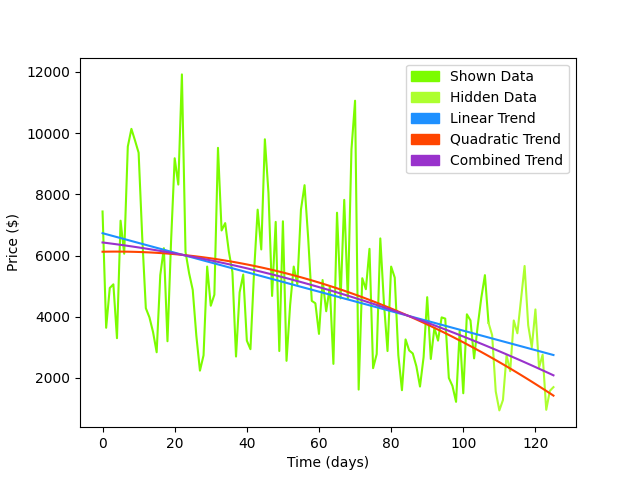 12000
10000
8000
6000
4000
2000
Price ($)
0
20
40
60
80
100
120
Time (days)
Shown Data
Hidden Data
Linear Trend
Quadratic Trend
Combined Trend